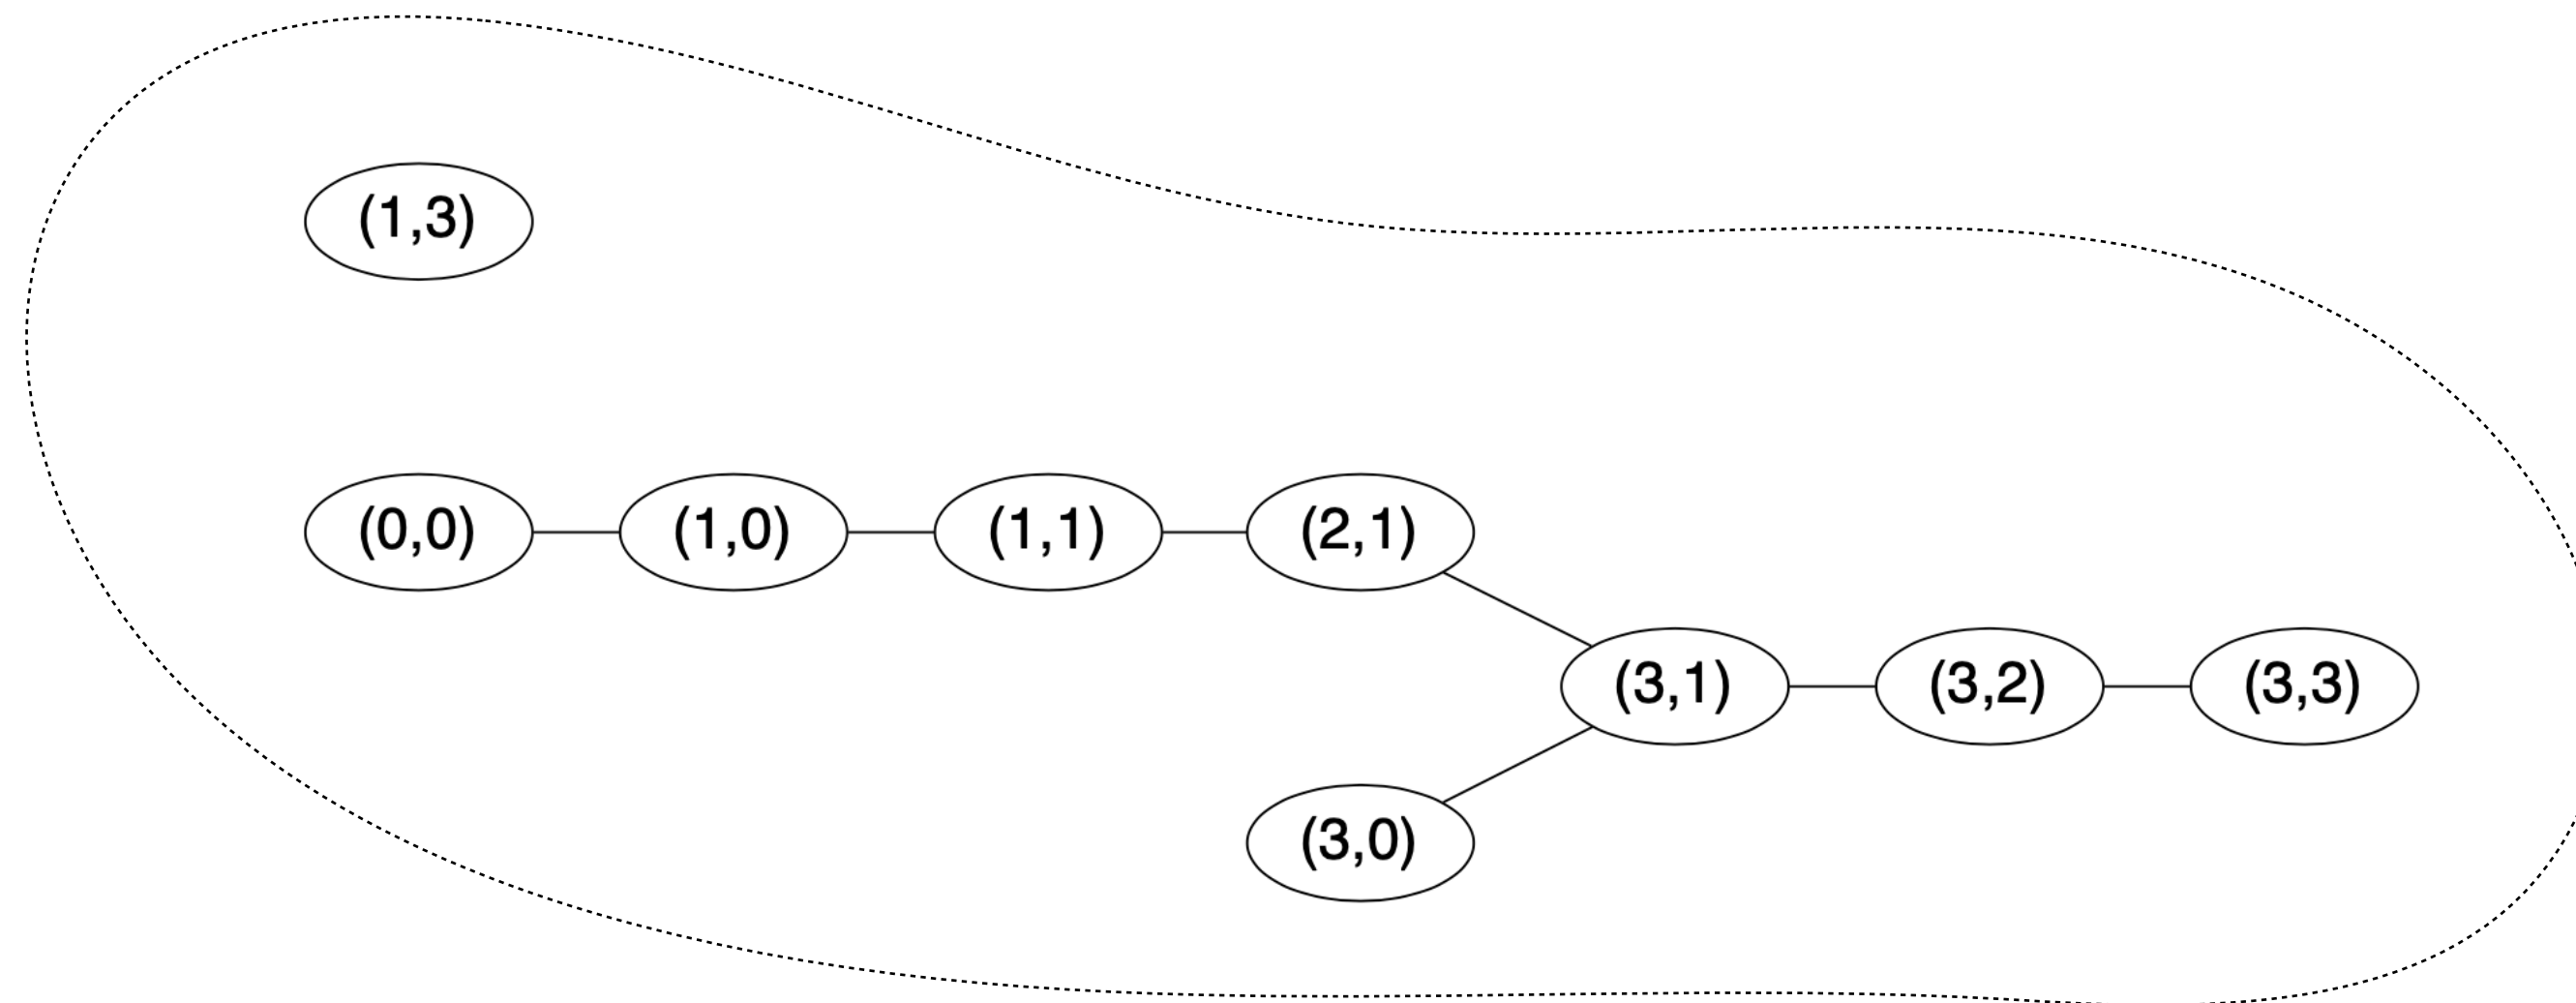 (1,3)
(0,0) (1,0) (1,1) (2,1)
(3,1) (3,2) (3,3)
(3,0)